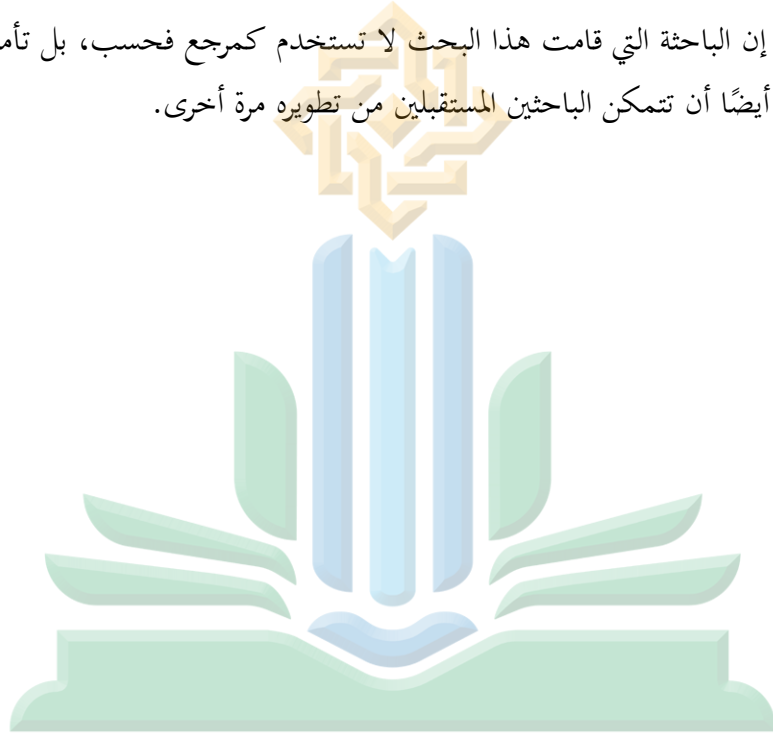 إن الباحثة التي قامت هذا البحث لا تستخدم كمرجع فحسب، بل
أيضًا أن تتمكن الباحثين المستقبلين من تطويره مرة أخرى.